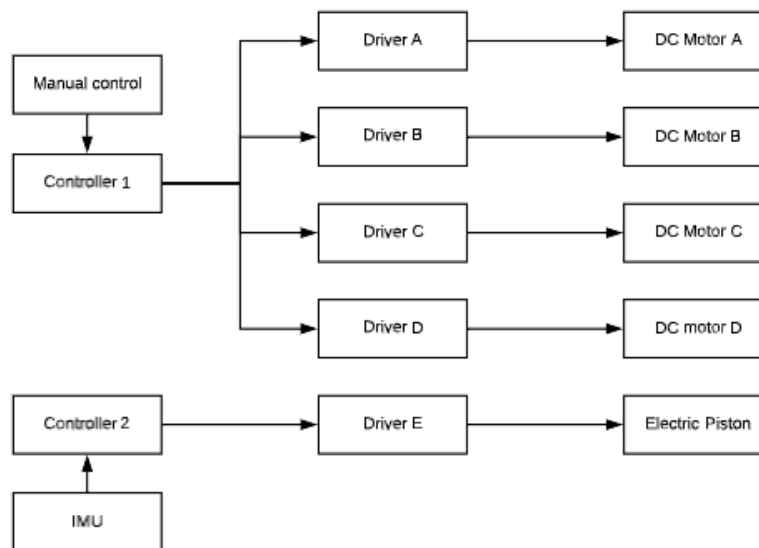 Driver A
DC Motor A
Manual control
Driver B
DC Motor B
Controller 1
Driver C
DC Motor C
Driver D
DC motor D
Controller 2
Driver E
Electric Piston
IMU